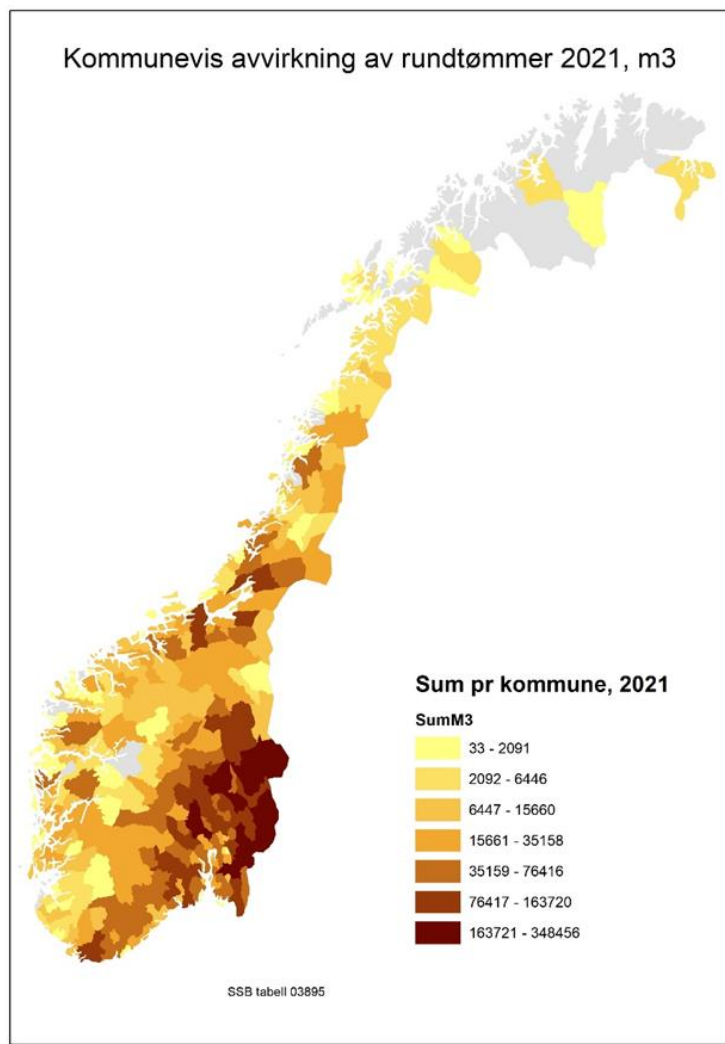 Kommunevis avvirkning av rundtømmer 2021, m3
Sum pr kommune, 2021
SumM3
33 - 2091
2092 - 6446
6447 - 15660
15661 - 35158
35159 - 76416
76417 - 163720
163721 - 348456
SSB tabell 03895